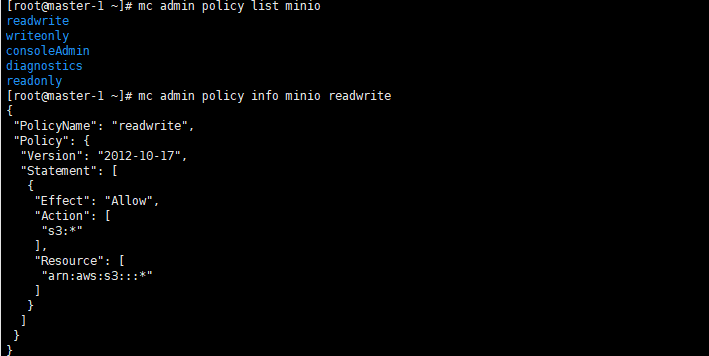 [root@master-1 ~]# mc admin policy list minio
readwrite
writeonly
consoleAdmin
diagnostics
readonly
[root@master-1 ~]# mc admin policy info minio readwrite
{
 "PolicyName": "readwrite",
 "Policy": {
  "Version": "2012-10-17",
  "Statement": [
   {
    "Effect": "Allow",
    "Action": [
     "s3:*"
    ],
    "Resource": [
     "arn:aws:s3:::*"
    ]
   }
  ]
 }
}